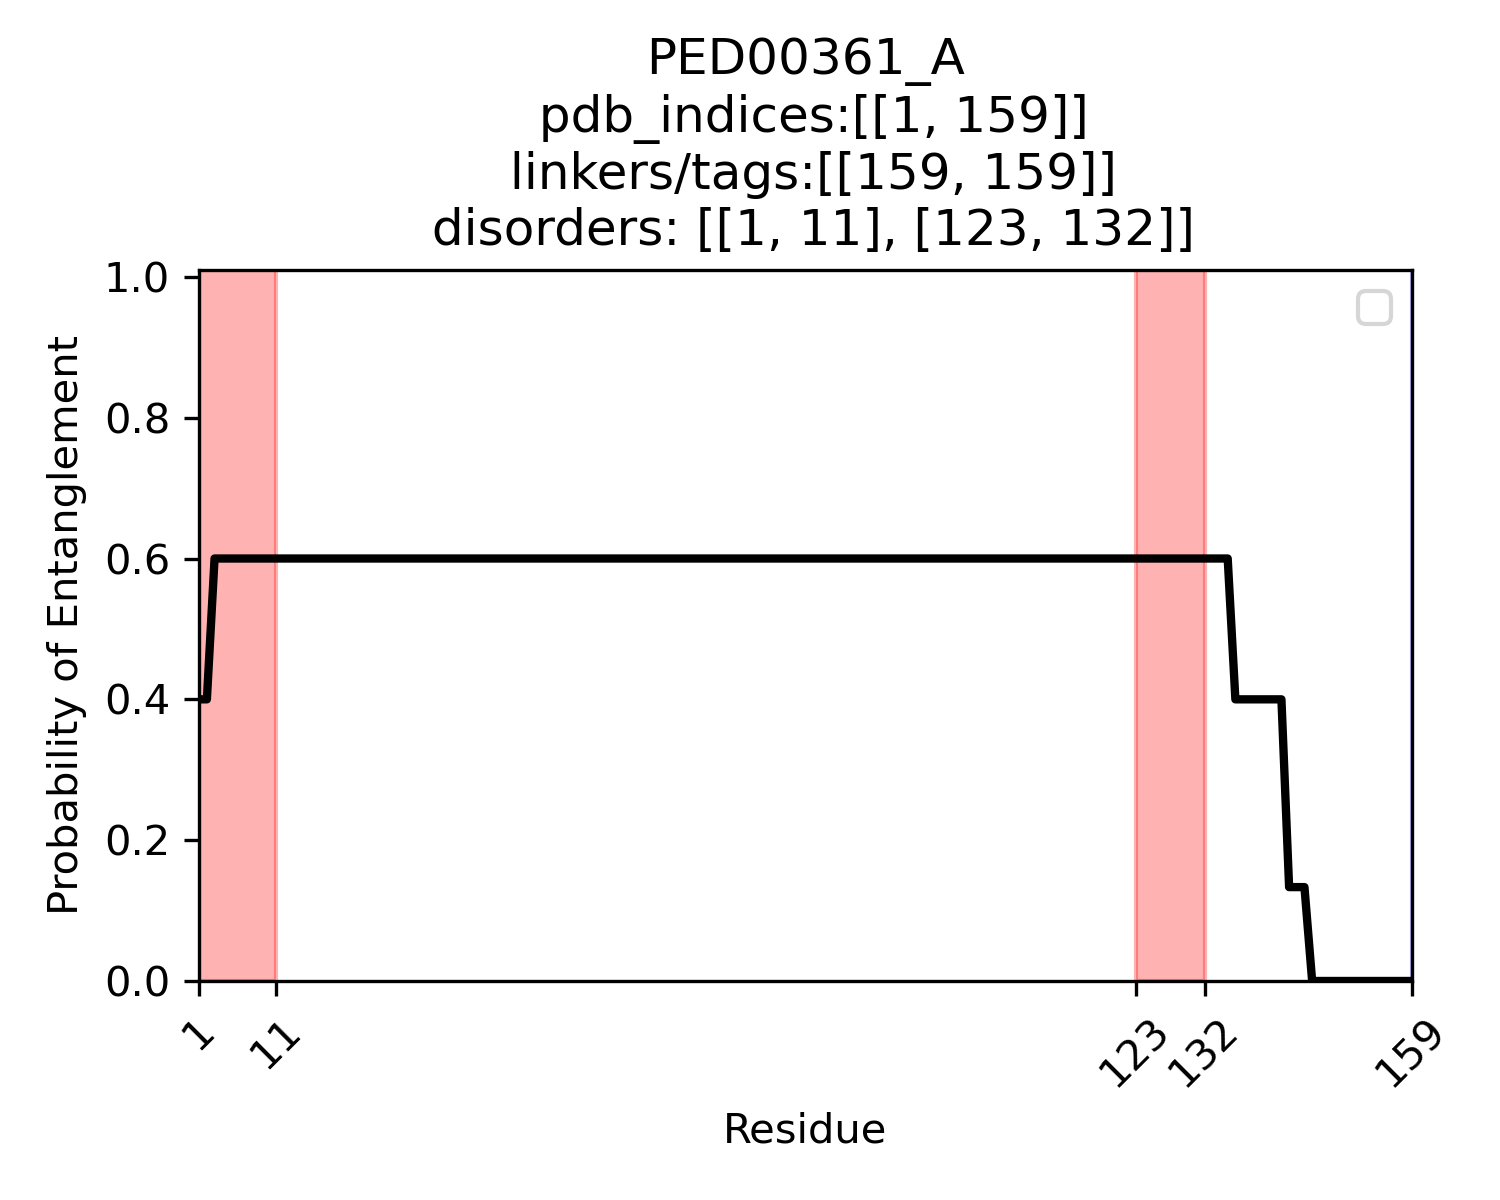 PED00361_A
pdb_indices:[[1, 159]]
linkers/tags:[[159, 159]]
disorders: [[1, 11], [123, 132]]
1.0
0.8
0.6
0.4
0.2
0.0
Probability of Entanglement
1
11
123
132
159
Residue